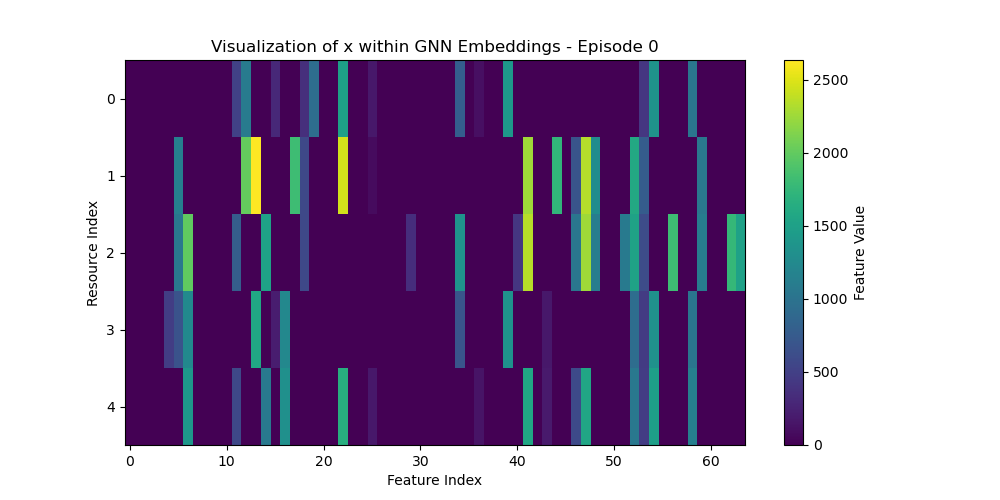 Visualization of x within GNN Embeddings - Episode 0
Resource Index
0
1
2
3
4
0 10 20 30 40 50 60
Feature Index
2500
2000
1500
1000
500
0
Feature Value